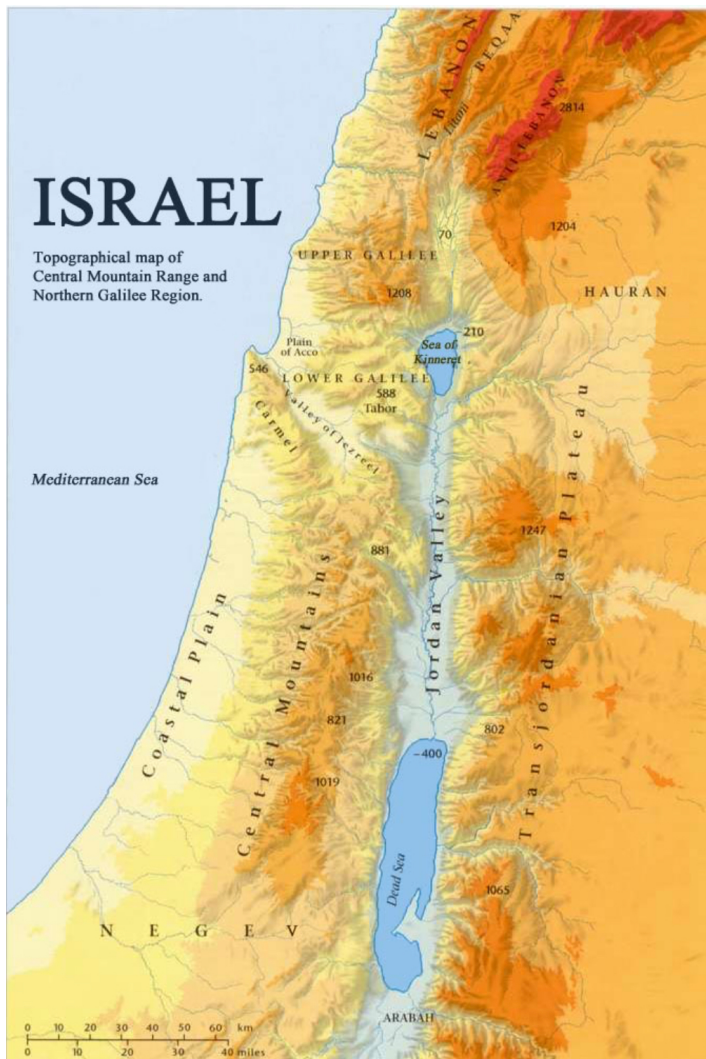 LEBANON
BEQAA
Litani
ANTI-LEBANON
2814
ISRAEL
Topographical map of
Central Mountain Range and
Northern Galilee Region.
70
1204
UPPER GALILEE
HAURAN
1208
210
Plain
of Acco
Sea of
Kinneret
546
LOWER GALILEE
588
Tabor
Carmel
Valley of Jezreel
Mediterranean Sea
Jordan Valley
1247
Transjordanian Plateau
881
Coastal Plain
Central Mountains
1016
821
802
-400
1019
Dead Sea
1065
NEGEV
ARABAH
0 10 20 30 40 50 60 km
0 10 20 30 40 miles